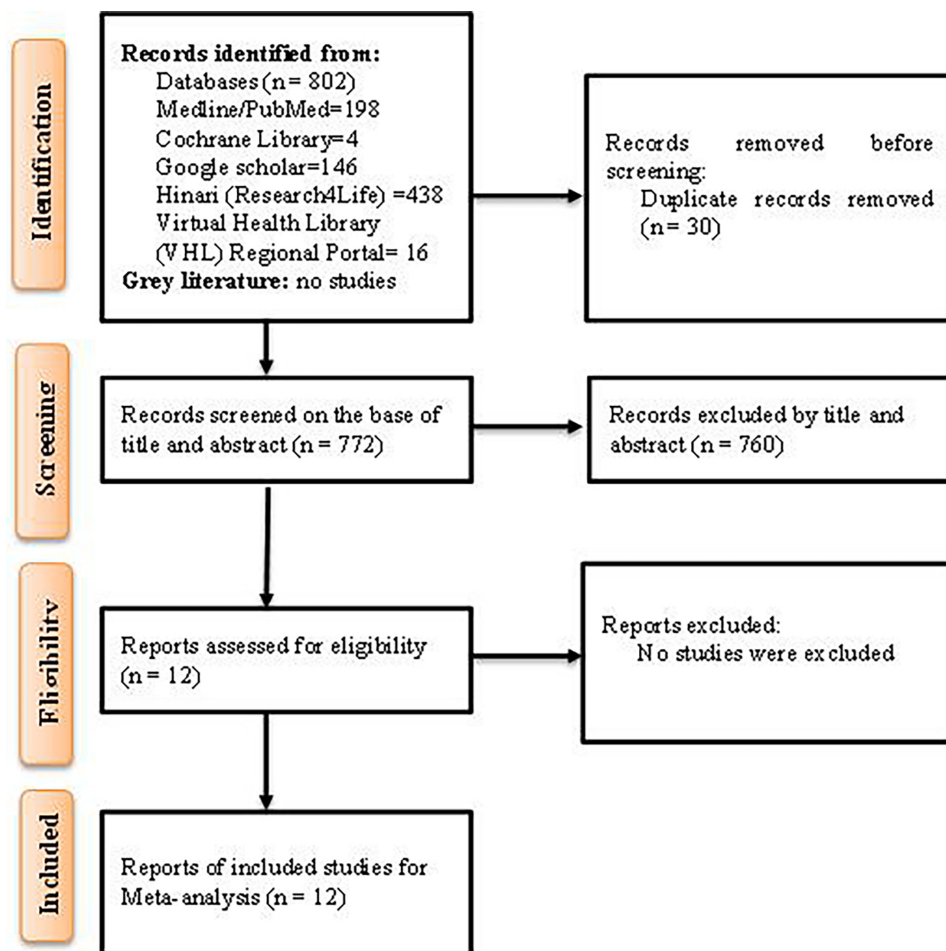 Identification
Records identified from:
Databases (n = 802)
Medline/PubMed=198
Cochrane Library=4
Google scholar=146
Hinari (Research4Life) =438
Virtual Health Library
(VHL) Regional Portal= 16
Grey literature: no studies
Records removed before
screening:
Duplicate records removed
(n= 30)
Screening
Records screened on the base of
title and abstract (n = 772)
Records excluded by title and
abstract (n = 760)
Eligibility
Reports assessed for eligibility
(n = 12)
Reports excluded:
No studies were excluded
Included
Reports of included studies for
Meta-analysis (n = 12)